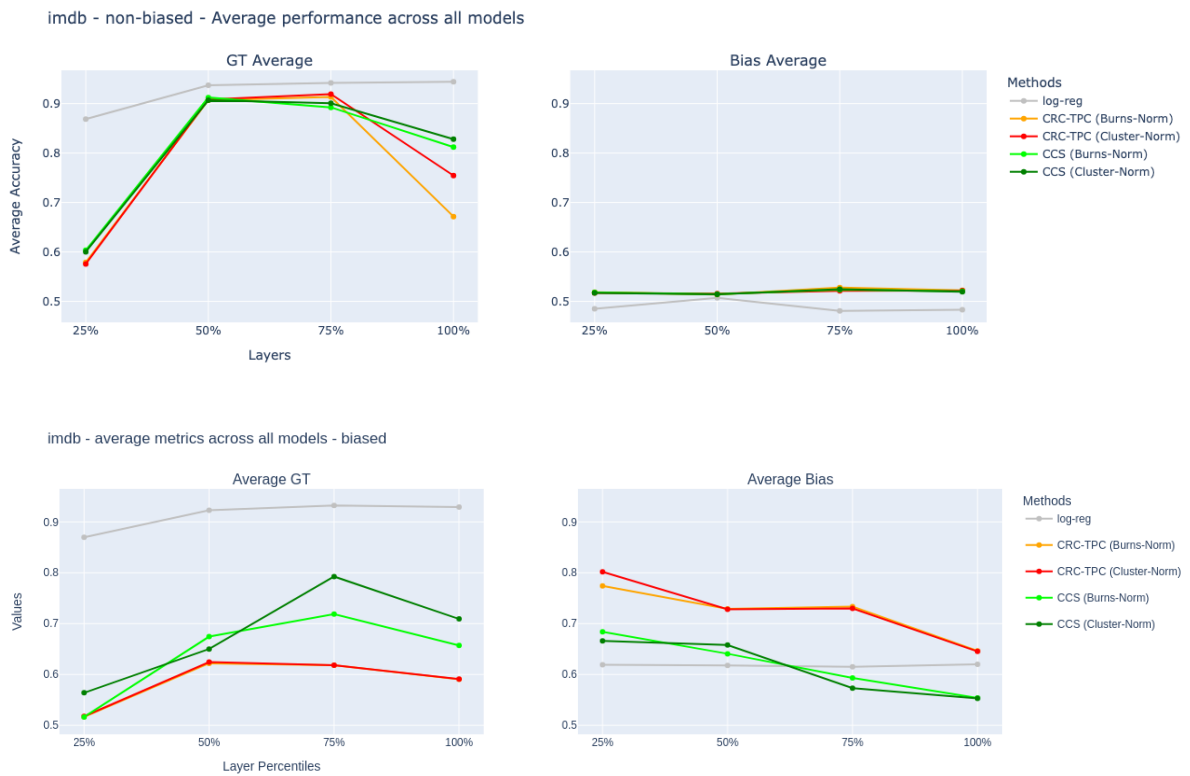 imdb - non-biased - Average performance across all models
GT Average
Bias Average
Average Accuracy
0.9
0.8
0.7
0.6
0.5
25%
50%
75%
100%
Layers
0.9
0.8
0.7
0.6
0.5
25%
50%
75%
100%
Methods
log-reg
CRC-TPC (Burns-Norm)
CRC-TPC (Cluster-Norm)
CCS (Burns-Norm)
CCS (Cluster-Norm)
imdb - average metrics across all models - biased
Average GT
Average Bias
Values
0.9
0.8
0.7
0.6
0.5
25%
50%
75%
100%
Layer Percentiles
0.9
0.8
0.7
0.6
0.5
25%
50%
75%
100%
Methods
log-reg
CRC-TPC (Burns-Norm)
CRC-TPC (Cluster-Norm)
CCS (Burns-Norm)
CCS (Cluster-Norm)